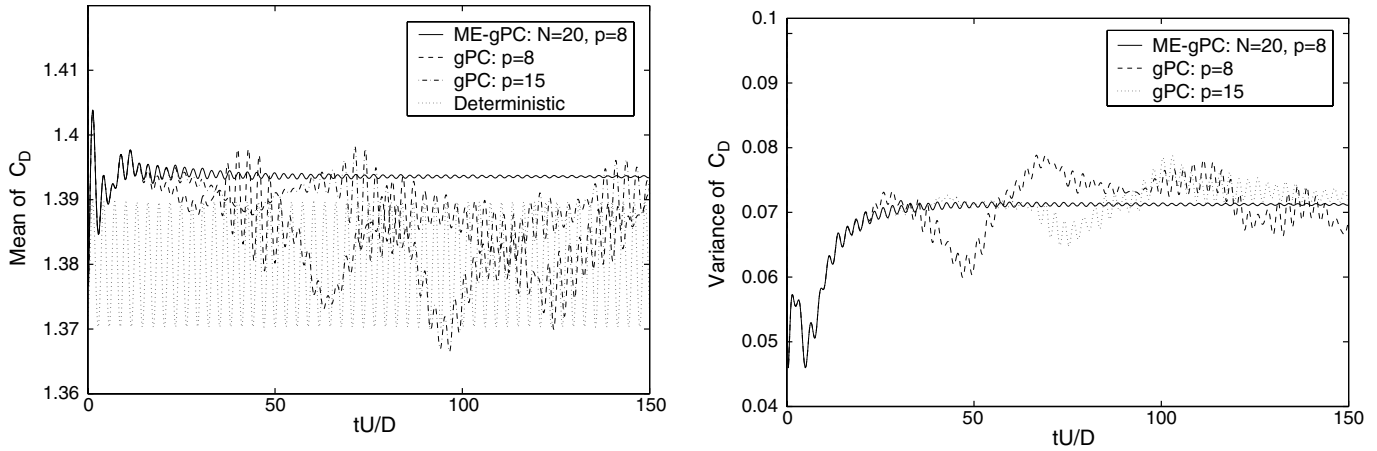 Mean of C_D
1.41
1.4
1.39
1.38
1.37
1.36
0
50
100
150
tU/D
ME-gPC: N=20, p=8
gPC: p=8
gPC: p=15
Deterministic
Variance of C_D
0.1
0.09
0.08
0.07
0.06
0.05
0.04
0
50
100
150
tU/D
ME-gPC: N=20, p=8
gPC: p=8
gPC: p=15